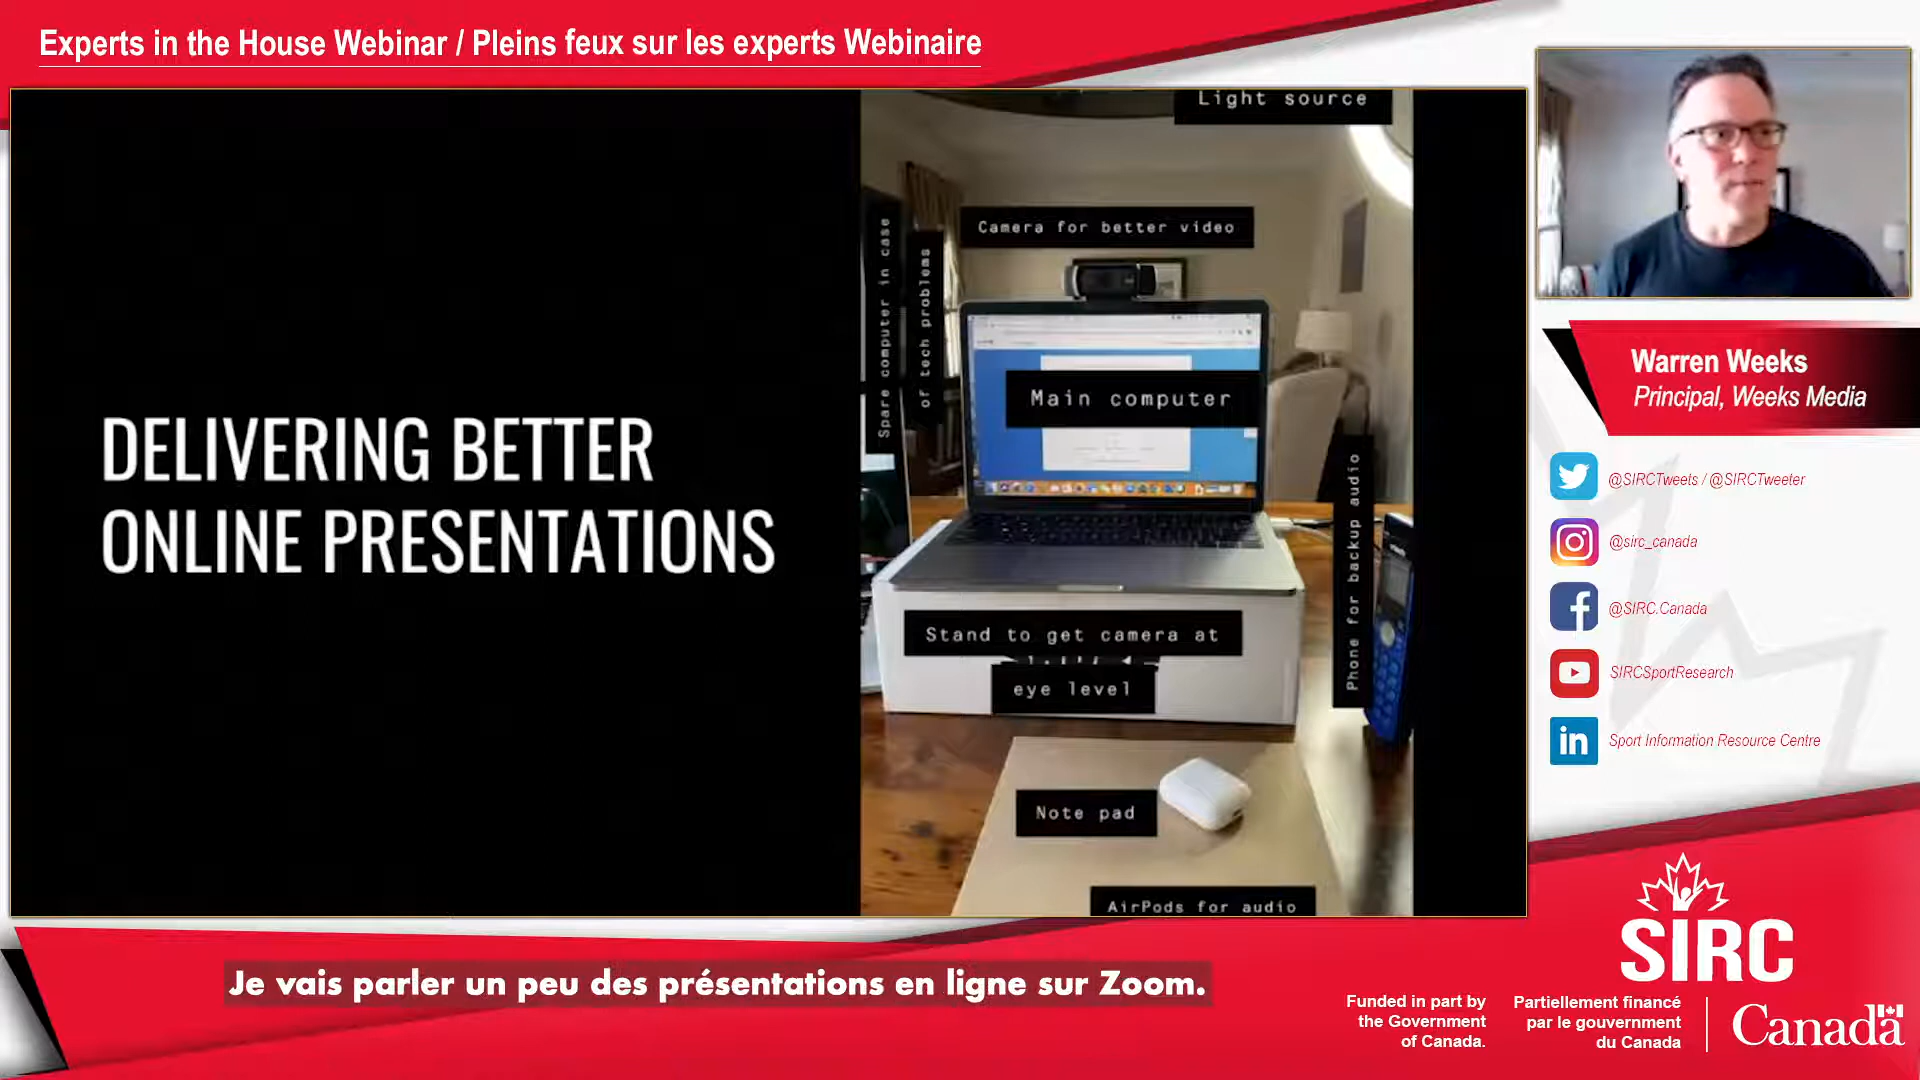 Experts in the House Webinar / Pleins feux sur les experts Webinaire
DELIVERING BETTER
ONLINE PRESENTATIONS
Light source
Camera for better video
Spare computer in case
of tech problems
Main computer
Phone for backup audio
Stand to get camera at
eye level
Note pad
AirPods for audio
Warren Weeks
Principal, Weeks Media
@SIRCTweets / @SIRCTweeter
@sirc_canada
@SIRC.Canada
SIRCSportResearch
in
Sport Information Resource Centre
SIRC
Je vais parler un peu des présentations en ligne sur Zoom.
Funded in part by
the Government
of Canada.
Partiellement financé
par le gouvernment
du Canada
Canada